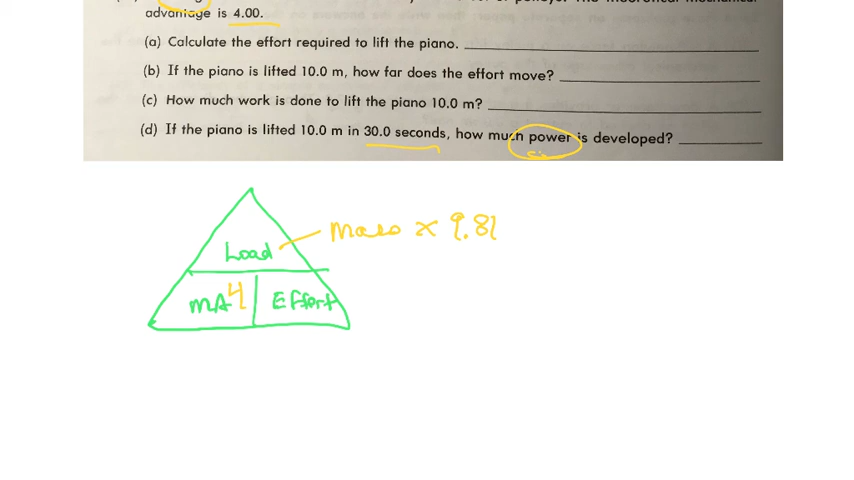 advantage is 4.00.
(a) Calculate the effort required to lift the piano.
(b) If the piano is lifted 10.0 m, how far does the effort move?
(c) How much work is done to lift the piano 10.0 m?
(d) If the piano is lifted 10.0 m in 30.0 seconds, how much power is developed?
Load
mass × 9.81
MA 4
Effort